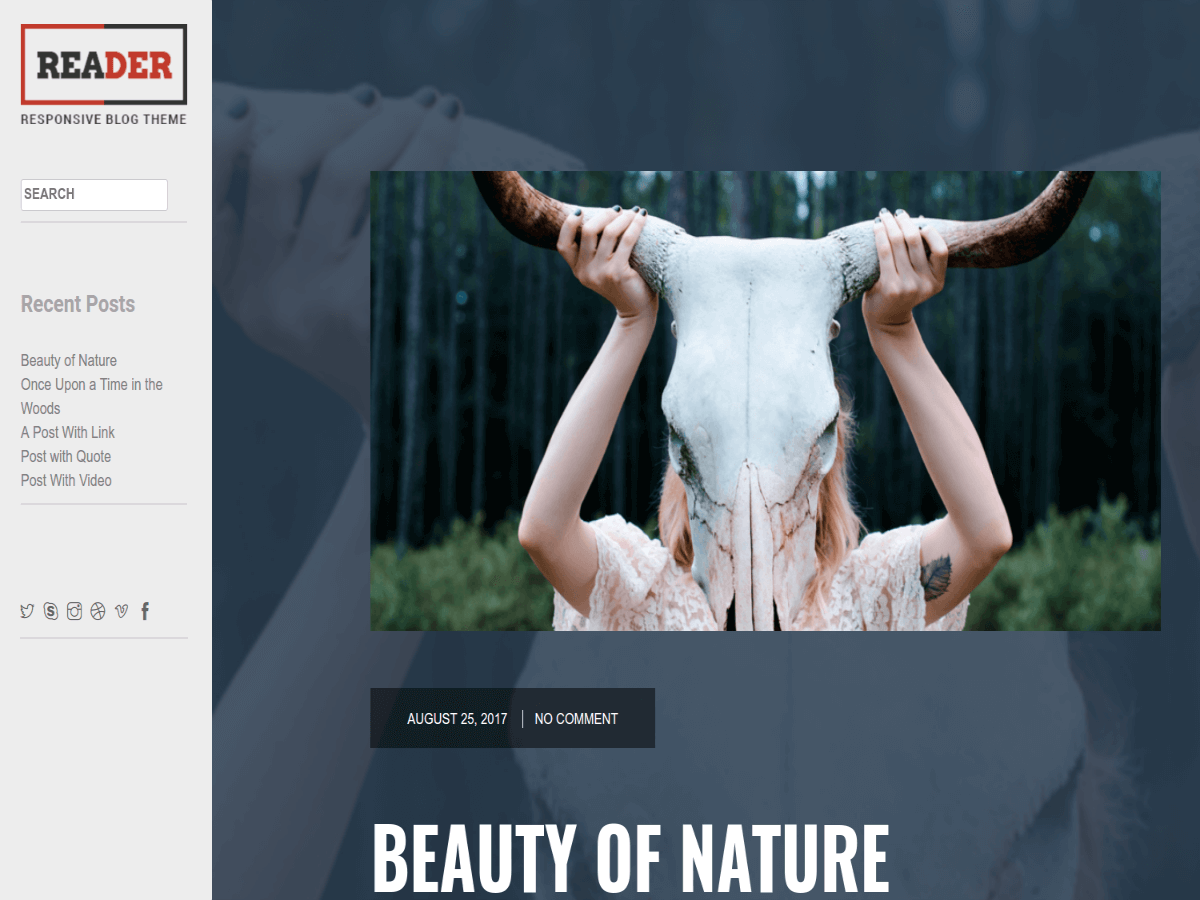 READER
RESPONSIVE BLOG THEME
SEARCH
Recent Posts
Beauty of Nature
Once Upon a Time in the
Woods
A Post With Link
Post with Quote
Post With Video
AUGUST 25, 2017 | NO COMMENT
BEAUTY OF NATURE